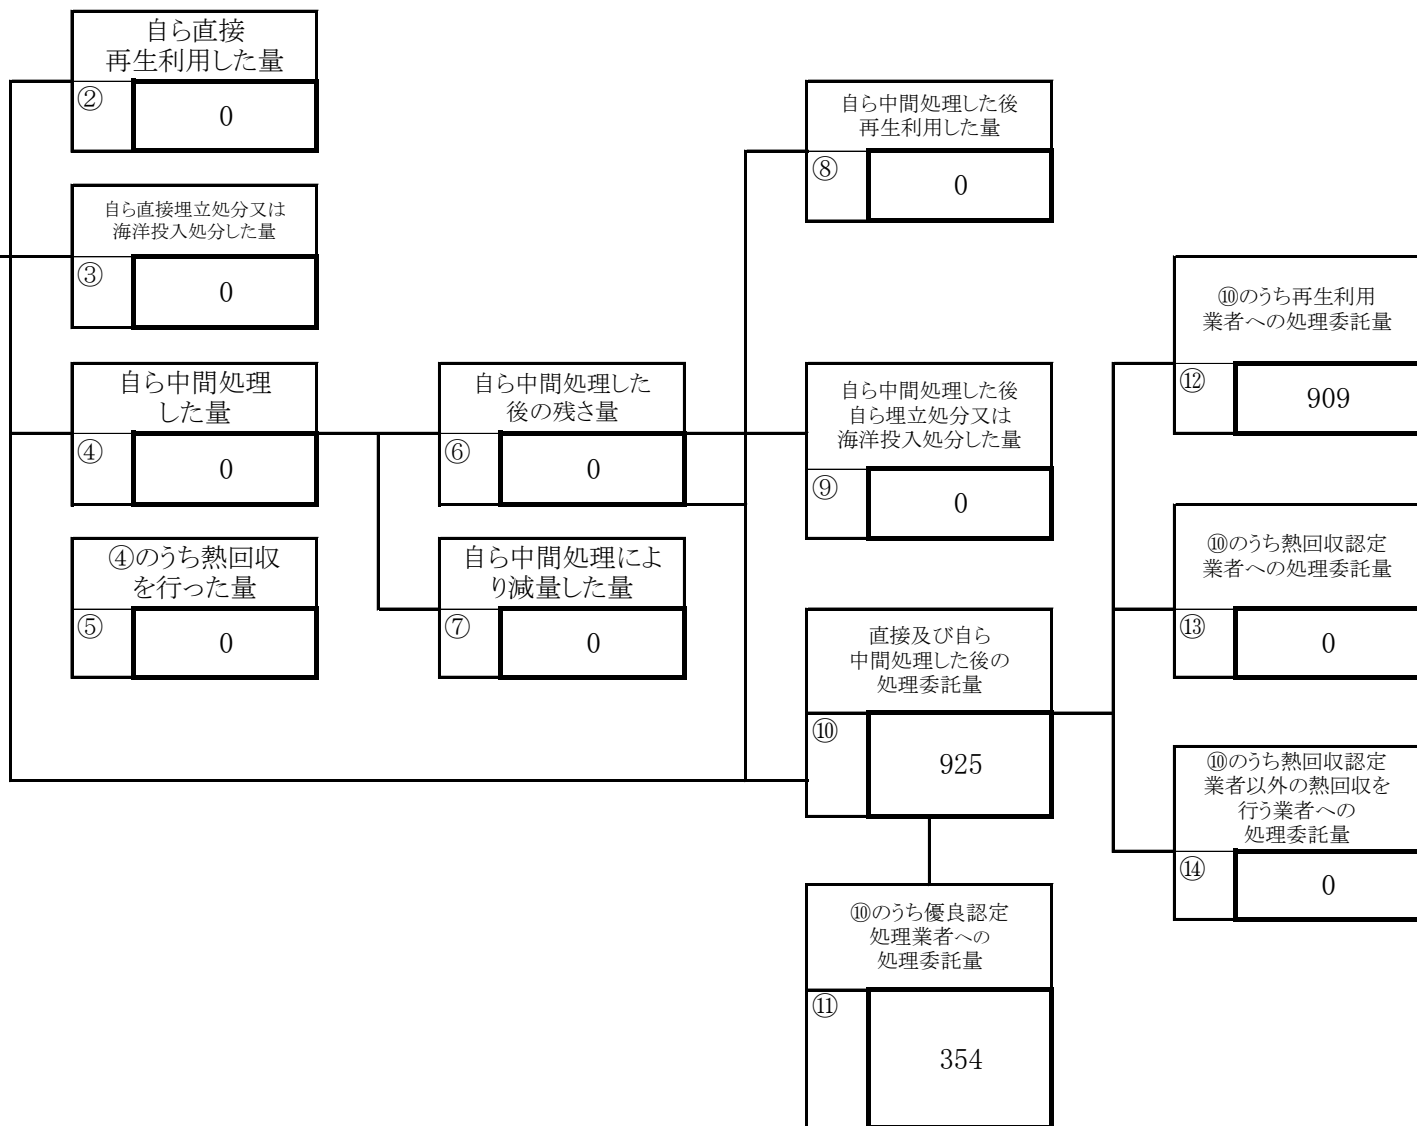 自ら直接
再生利用した量
②
0
自ら直接埋立処分又は
海洋投入処分した量
③
0
自ら中間処理
した量
④
0
④のうち熱回収
を行った量
⑤
0
自ら中間処理した
後の残さ量
⑥
0
自ら中間処理によ
り減量した量
⑦
0
自ら中間処理した後
再生利用した量
⑧
0
自ら中間処理した後
自ら埋立処分又は
海洋投入処分した量
⑨
0
直接及び自ら
中間処理した後の
処理委託量
⑩
925
⑩のうち優良認定
処理業者への
処理委託量
⑪
354
⑩のうち再生利用
業者への処理委託量
⑫
909
⑩のうち熱回収認定
業者への処理委託量
⑬
0
⑩のうち熱回収認定
業者以外の熱回収を
行う業者への
処理委託量
⑭
0